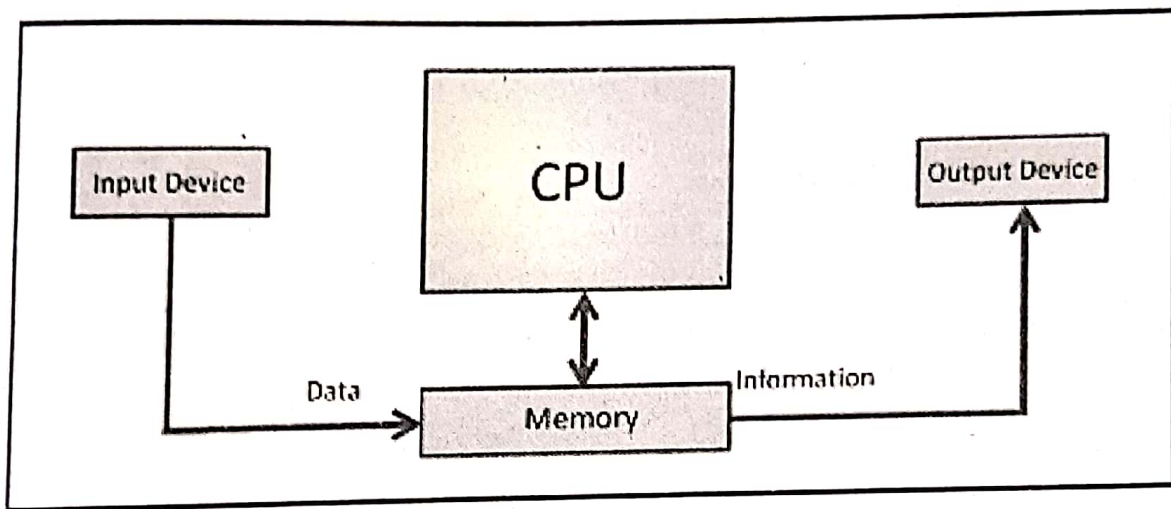 CPU
Input Device
Output Device
Data
Information
Memory